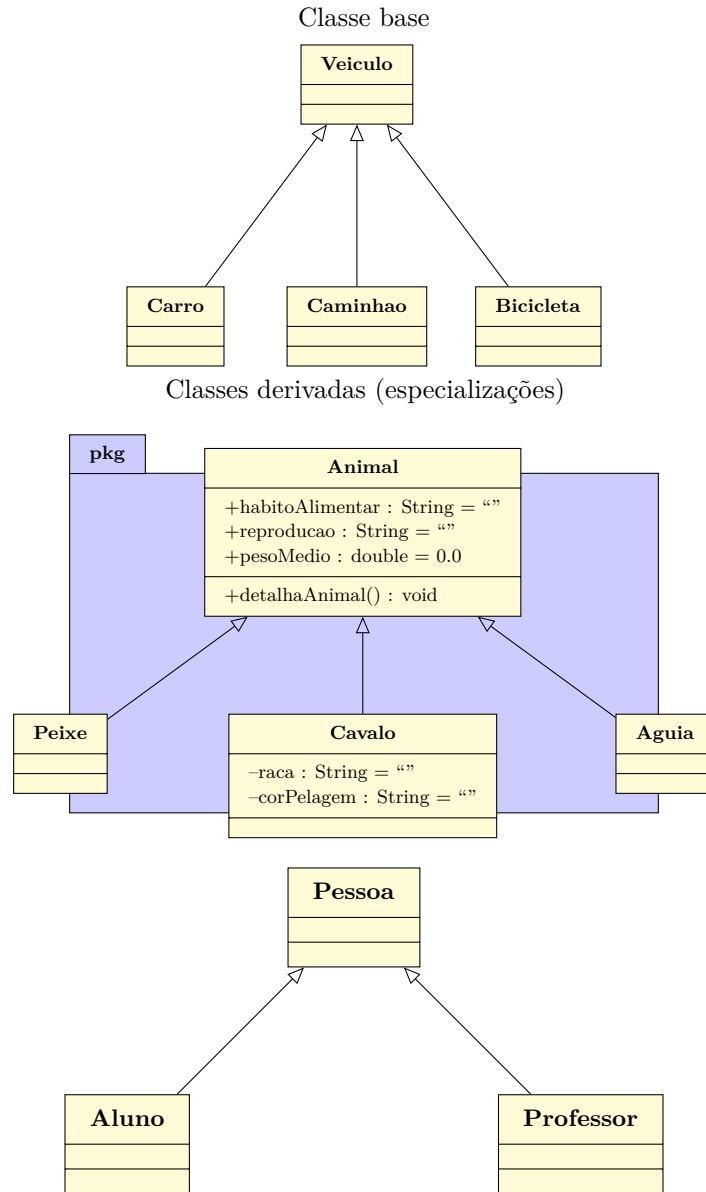 Classe base
Veiculo
Carro
Caminhao
Bicicleta
Classes derivadas (especializações)
pkg
Animal
+habitoAlimentar : String = “”
+reproducao : String = “”
+pesoMedio : double = 0.0
+detalhaAnimal() : void
Peixe
Cavalo
–raca : String = “”
–corPelagem : String = “”
Aguia
Pessoa
Aluno
Professor